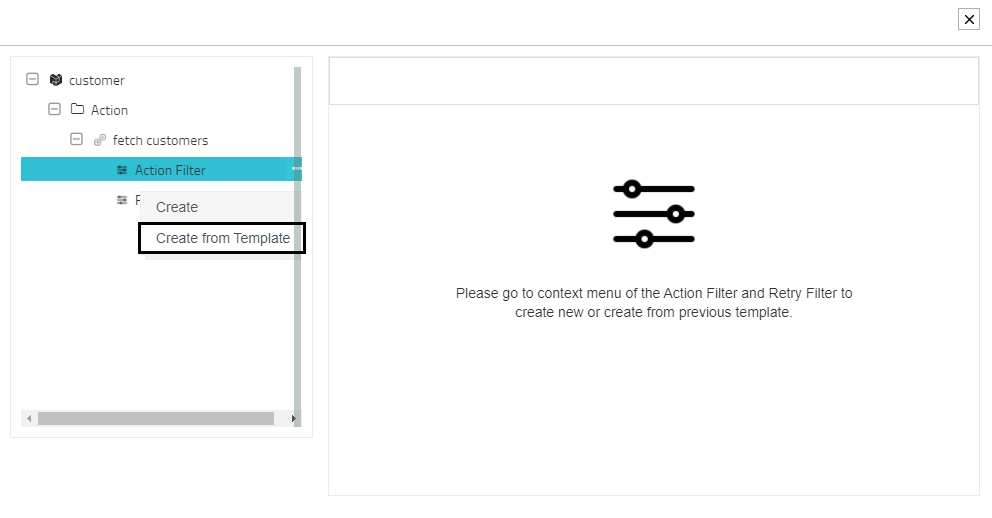 customer
Action
fetch customers
Action Filter
Create
Create from Template
Please go to context menu of the Action Filter and Retry Filter to
create new or create from previous template.